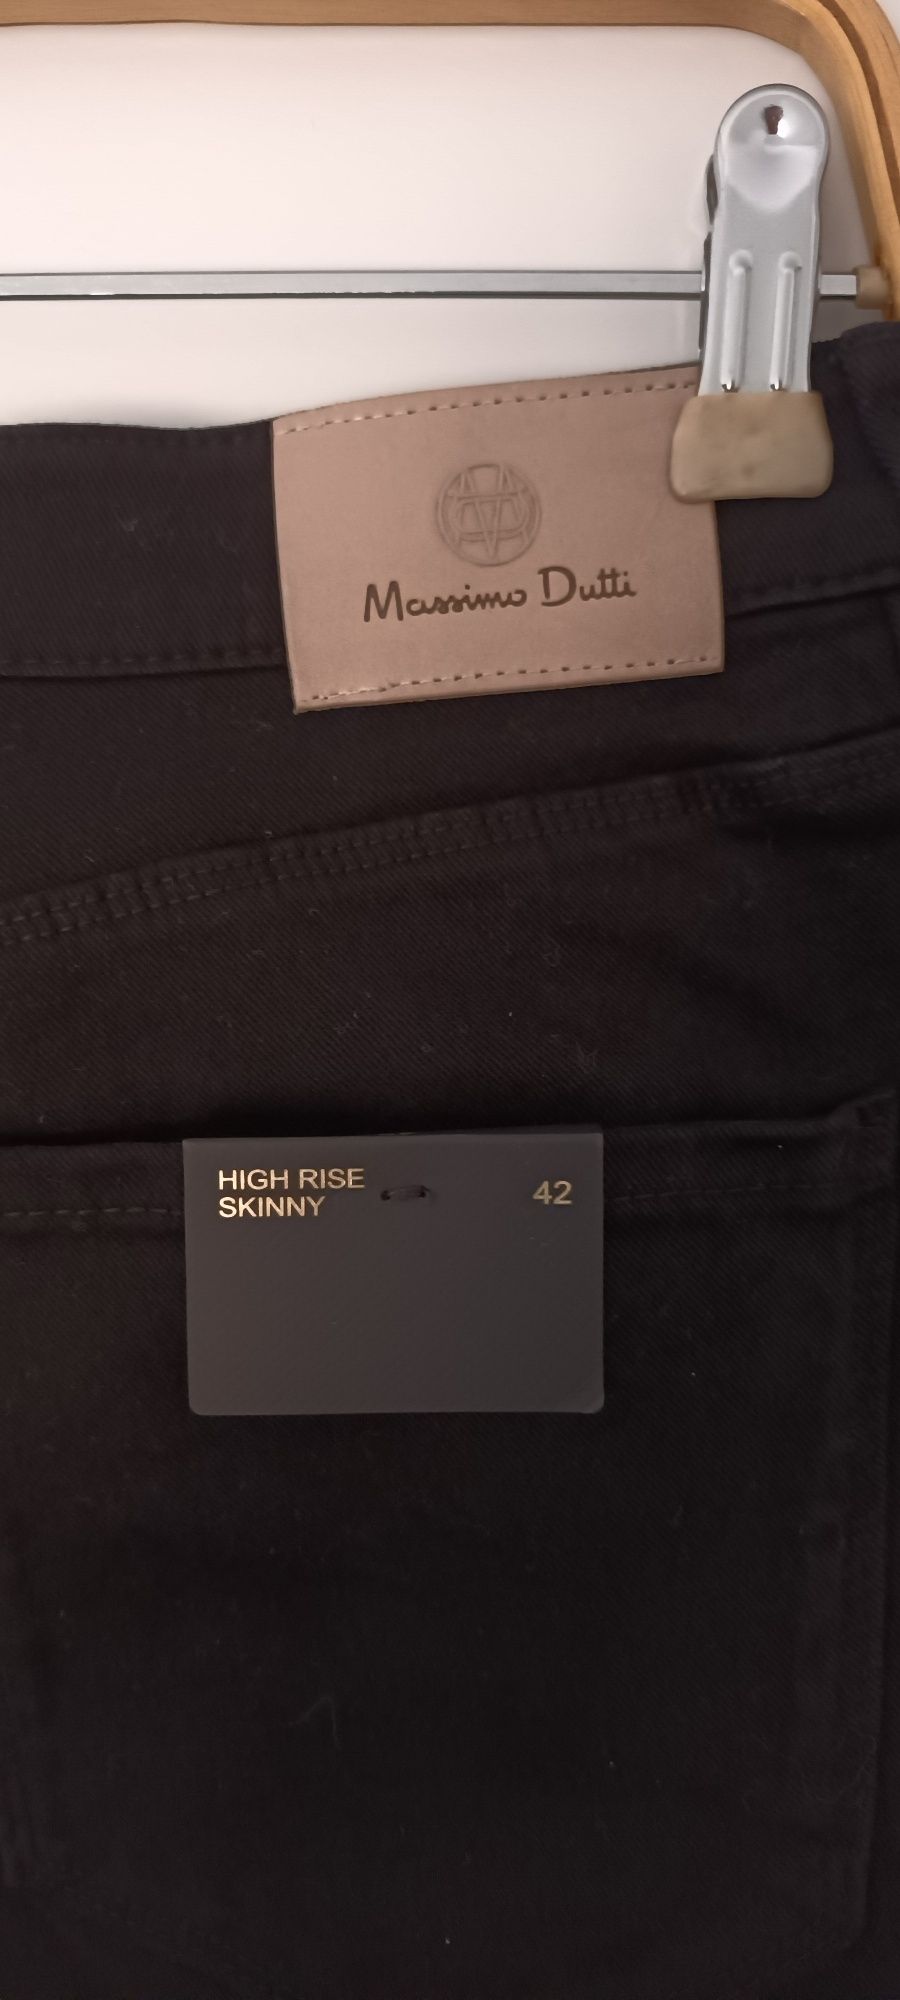 Massimo Dutti
HIGH RISE
SKINNY
42